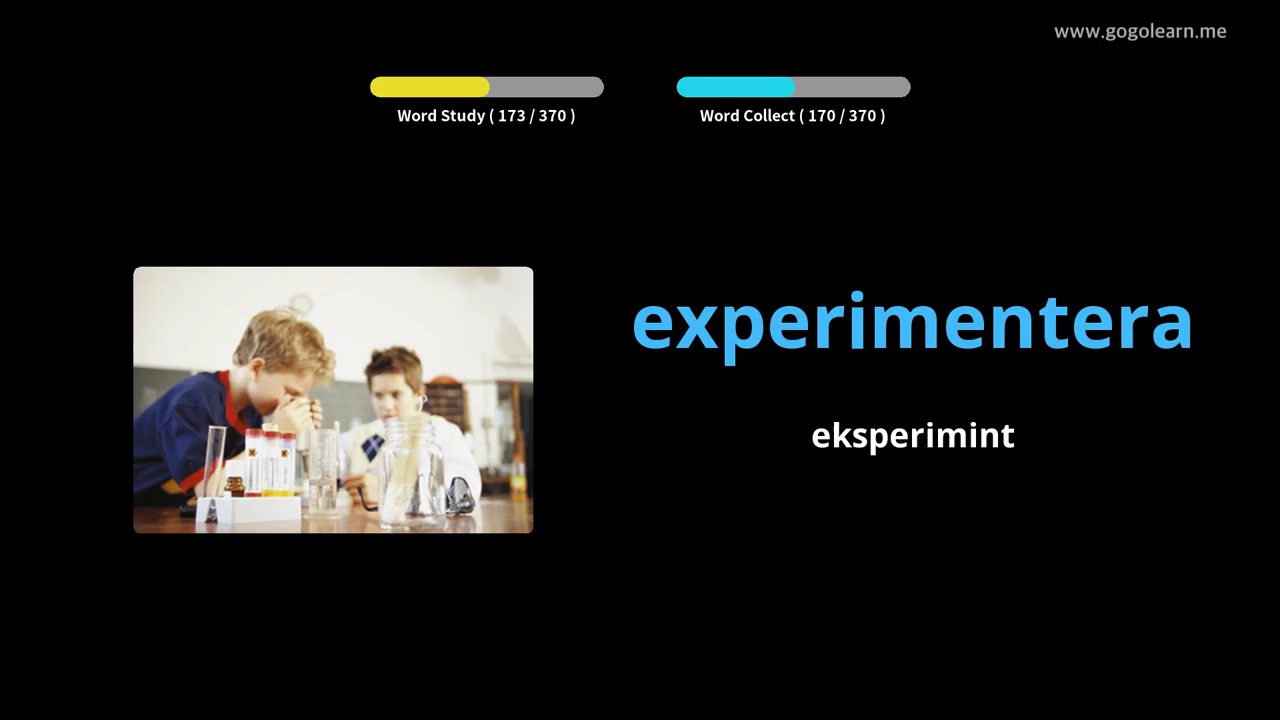 www.gogolearn.me
Word Study ( 173 / 370 )
Word Collect ( 170 / 370 )
experimentera
eksperimint